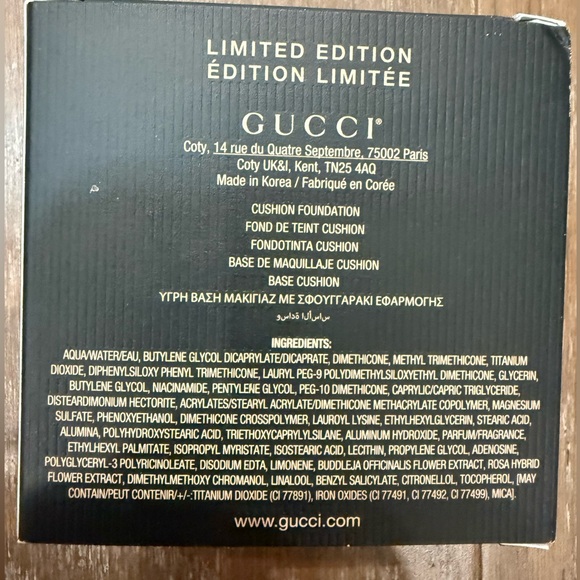 LIMITED EDITION
ÉDITION LIMITÉE
GUCCI®
Coty, 14 rue du Quatre Septembre, 75002 Paris
Coty UK&I, Kent, TN25 4AQ
Made in Korea / Fabriqué en Corée
CUSHION FOUNDATION
FOND DE TEINT CUSHION
FONDOTINTA CUSHION
BASE DE MAQUILLAJE CUSHION
BASE CUSHION
ΥΓΡΗ ΒΑΣΗ ΜΑΚΙΓΙΑΖ ΜΕ ΣΦΟΥΓΓΑΡΑΚΙ ΕΦΑΡΜΟΓΗΣ
وسادة الأساس
INGREDIENTS:
AQUA/WATER/EAU, BUTYLENE GLYCOL DICAPRYLATE/DICAPRATE, DIMETHICONE, METHYL TRIMETHICONE, TITANIUM
DIOXIDE, DIPHENYLSILOXY PHENYL TRIMETHICONE, LAURYL PEG-9 POLYDIMETHYLSILOXYETHYL DIMETHICONE, GLYCERIN,
BUTYLENE GLYCOL, NIACINAMIDE, PENTYLENE GLYCOL, PEG-10 DIMETHICONE, CAPRYLIC/CAPRIC TRIGLYCERIDE,
DISTEARDIMONIUM HECTORITE, ACRYLATES/STEARYL ACRYLATE/DIMETHICONE METHACRYLATE COPOLYMER, MAGNESIUM
SULFATE, PHENOXYETHANOL, DIMETHICONE CROSSPOLYMER, LAUROYL LYSINE, ETHYLHEXYLGLYCERIN, STEARIC ACID,
ALUMINA, POLYHYDROXYSTEARIC ACID, TRIETHOXYCAPRYLYLSILANE, ALUMINUM HYDROXIDE, PARFUM/FRAGRANCE,
ETHYLHEXYL PALMITATE, ISOPROPYL MYRISTATE, ISOSTEARIC ACID, LECITHIN, PROPYLENE GLYCOL, ADENOSINE,
POLYGLYCERYL-3 POLYRICINOLEATE, DISODIUM EDTA, LIMONENE, BUDDLEJA OFFICINALIS FLOWER EXTRACT, ROSA HYBRID
FLOWER EXTRACT, DIMETHYLMETHOXY CHROMANOL, LINALOOL, BENZYL SALICYLATE, CITRONELLOL, TOCOPHEROL, [MAY
CONTAIN/PEUT CONTENIR/+/-:TITANIUM DIOXIDE (CI 77891), IRON OXIDES (CI 77491, CI 77492, CI 77499), MICA].
www.gucci.com